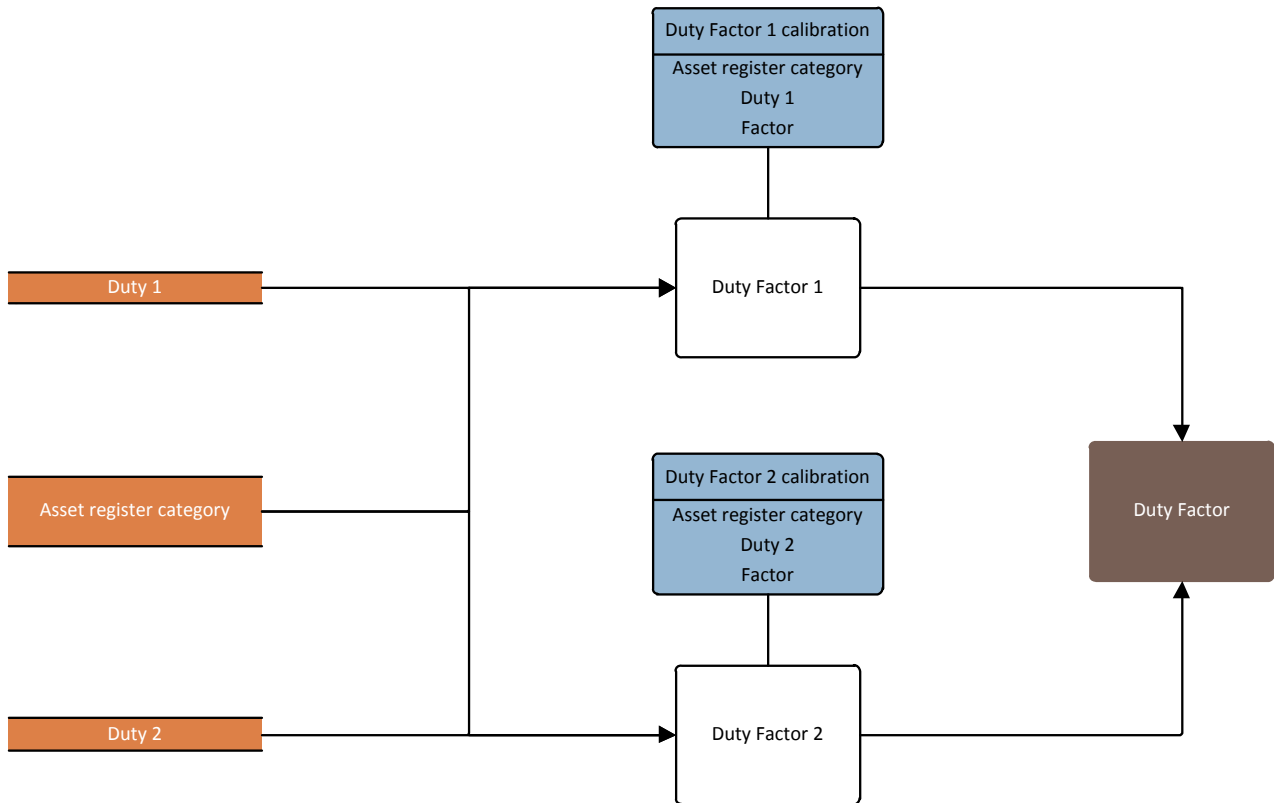 Duty Factor 1 calibration
Asset register category
Duty 1
Factor
Duty 1
Duty Factor 1
Asset register category
Duty Factor 2 calibration
Asset register category
Duty 2
Factor
Duty Factor
Duty 2
Duty Factor 2